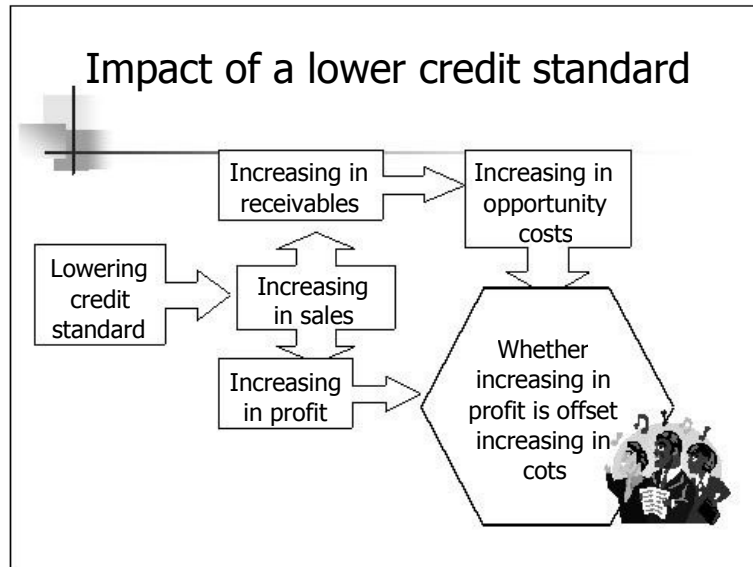 Impact of a lower credit standard
Increasing in
receivables
Increasing in
opportunity
costs
Lowering
credit
standard
Increasing
in sales
Increasing
in profit
Whether
increasing in
profit is offset
increasing in
cots